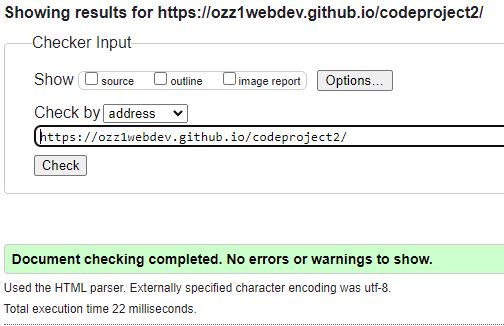 Showing results for https://ozz1webdev.github.io/codeproject2/
Checker Input
Show source outline image report Options...
Check by address
https://ozz1webdev.github.io/codeproject2/
Check
Document checking completed. No errors or warnings to show.
Used the HTML parser. Externally specified character encoding was utf-8.
Total execution time 22 milliseconds.